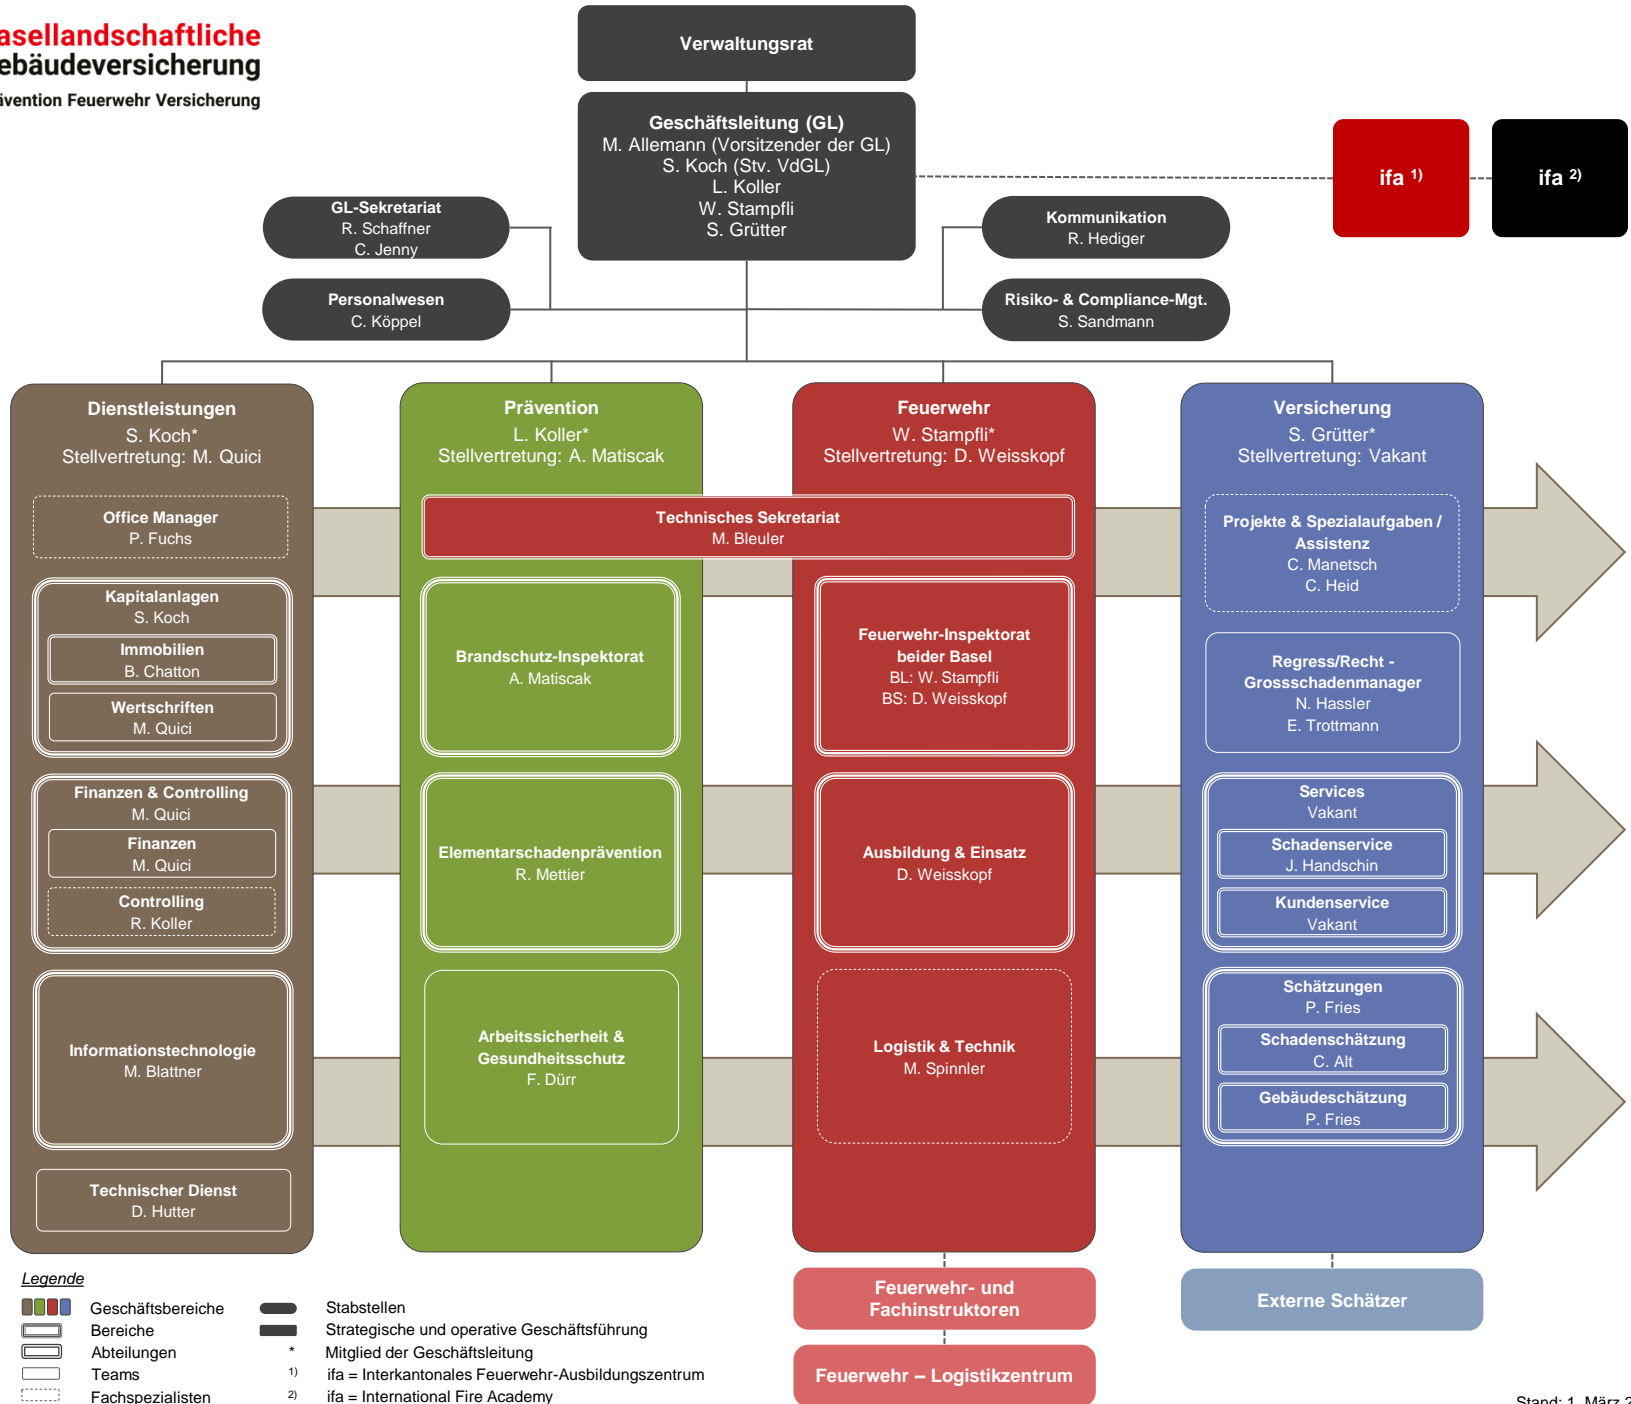 asellandschaftliche
ebäudeversicherung
ävention Feuerwehr Versicherung
Verwaltungsrat
Geschäftsleitung (GL)
M. Allemann (Vorsitzender der GL)
S. Koch (Stv. VdGL)
L. Koller
W. Stampfli
S. Grütter
ifa 1)
ifa 2)
GL-Sekretariat
R. Schaffner
C. Jenny
Kommunikation
R. Hediger
Personalwesen
C. Köppel
Risiko- & Compliance-Mgt.
S. Sandmann
Dienstleistungen
S. Koch*
Stellvertretung: M. Quici
Office Manager
P. Fuchs
Kapitalanlagen
S. Koch
Immobilien
B. Chatton
Wertschriften
M. Quici
Finanzen & Controlling
M. Quici
Finanzen
M. Quici
Controlling
R. Koller
Informationstechnologie
M. Blattner
Technischer Dienst
D. Hutter
Prävention
L. Koller*
Stellvertretung: A. Matiscak
Technisches Sekretariat
M. Bleuler
Brandschutz-Inspektorat
A. Matiscak
Elementarschadenprävention
R. Mettier
Arbeitssicherheit &
Gesundheitsschutz
F. Dürr
Feuerwehr
W. Stampfli*
Stellvertretung: D. Weisskopf
Feuerwehr-Inspektorat
beider Basel
BL: W. Stampfli
BS: D. Weisskopf
Ausbildung & Einsatz
D. Weisskopf
Logistik & Technik
M. Spinnler
Versicherung
S. Grütter*
Stellvertretung: Vakant
Projekte & Spezialaufgaben /
Assistenz
C. Manetsch
C. Heid
Regress/Recht -
Grossschadenmanager
N. Hassler
E. Trottmann
Services
Vakant
Schadenservice
J. Handschin
Kundenservice
Vakant
Schätzungen
P. Fries
Schadenschätzung
C. Alt
Gebäudeschätzung
P. Fries
Feuerwehr- und
Fachinstruktoren
Feuerwehr – Logistikzentrum
Externe Schätzer
Legende
Geschäftsbereiche
Bereiche
Abteilungen
Teams
Fachspezialisten
Stabstellen
Strategische und operative Geschäftsführung
* Mitglied der Geschäftsleitung
1) ifa = Interkantonales Feuerwehr-Ausbildungszentrum
2) ifa = International Fire Academy
Stand: 1. März 2